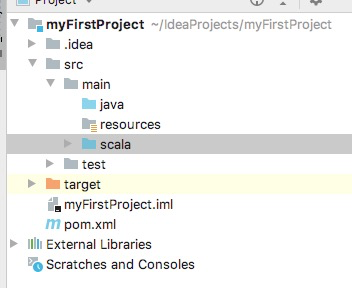 Project
myFirstProject ~/IdeaProjects/myFirstProject
.idea
src
main
java
resources
scala
test
target
myFirstProject.iml
pom.xml
External Libraries
Scratches and Consoles